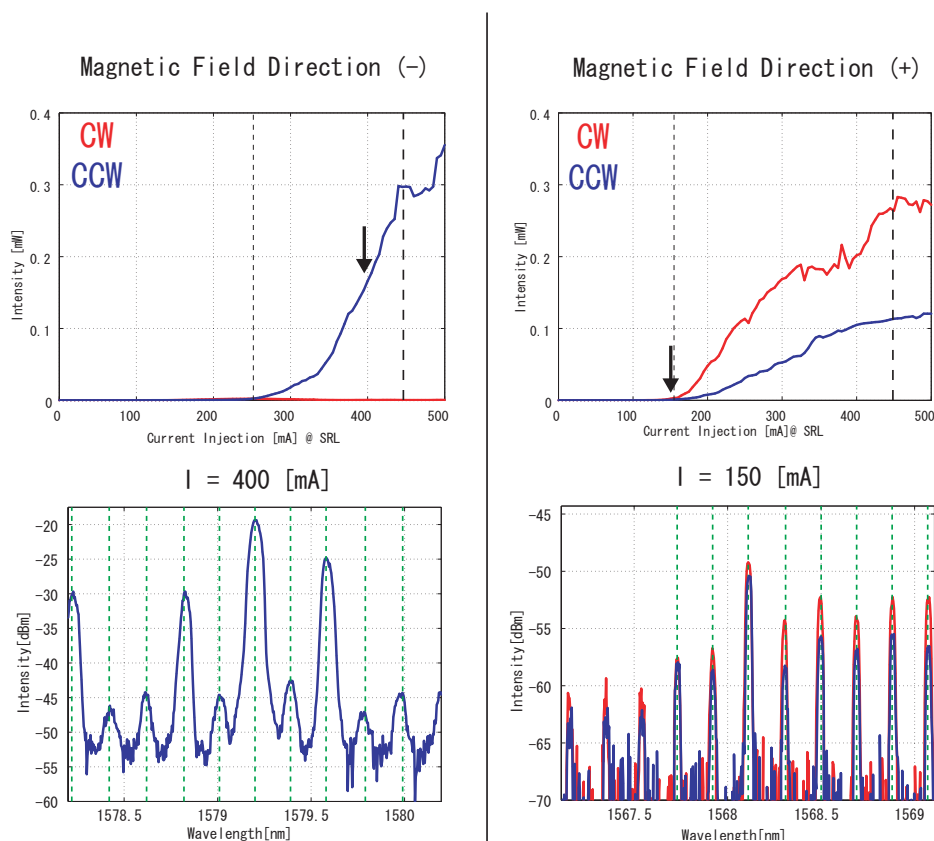 Magnetic Field Direction (-)
CW
CCW
Intensity [mW]
0.4
0.3
0.2
0.1
0
0 100 200 300 400 500
Current Injection [mA] @ SRL
I = 400 [mA]
Intensity[dBm]
-20
-25
-30
-35
-40
-45
-50
-55
-60
1578.5 1579 1579.5 1580
Wavelength[nm]
Magnetic Field Direction (+)
CW
CCW
Intensity [mW]
0.4
0.3
0.2
0.1
0
0 100 200 300 400 500
Current Injection [mA]@ SRL
I = 150 [mA]
Intensity[dBm]
-45
-50
-55
-60
-65
-70
1567.5 1568 1568.5 1569
Wavelength[nm]